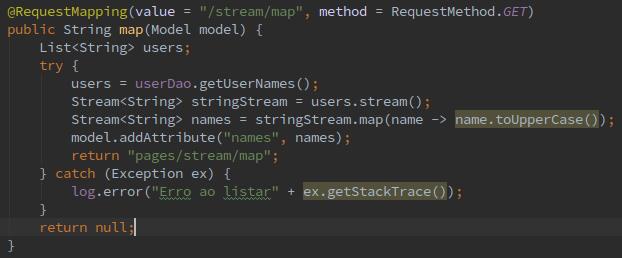 @RequestMapping(value = "/stream/map", method = RequestMethod.GET)
public String map(Model model) {
    List<String> users;
    try {
        users = userDao.getUserNames();
        Stream<String> stringStream = users.stream();
        Stream<String> names = stringStream.map(name -> name.toUpperCase());
        model.addAttribute("names", names);
        return "pages/stream/map";
    } catch (Exception ex) {
        log.error("Erro ao listar" + ex.getStackTrace());
    }
    return null;
}